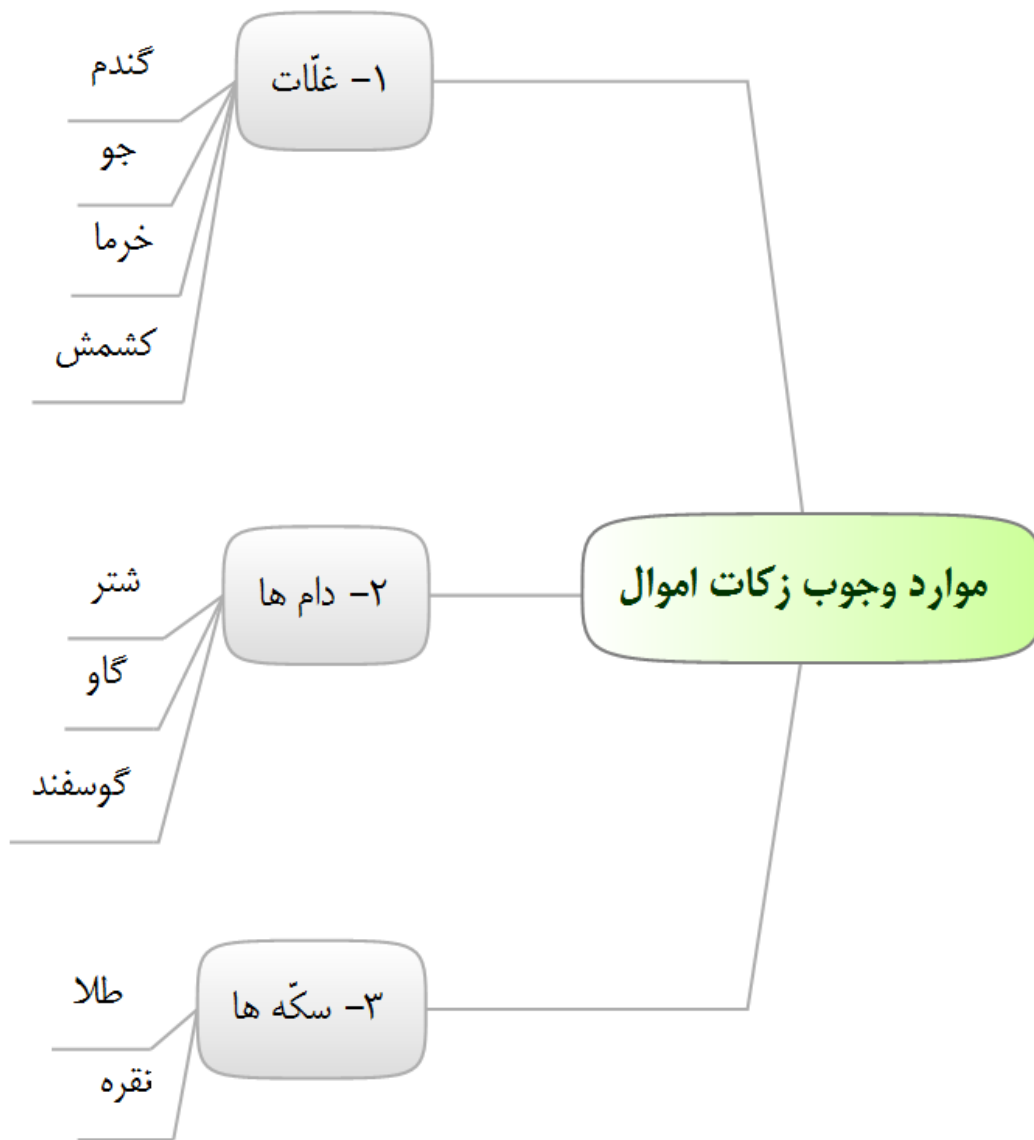 موارد وجوب زکات اموال
۱- غلّات
گندم
جو
خرما
کشمش
۲- دام ها
شتر
گاو
گوسفند
۳- سکّه ها
طلا
نقره